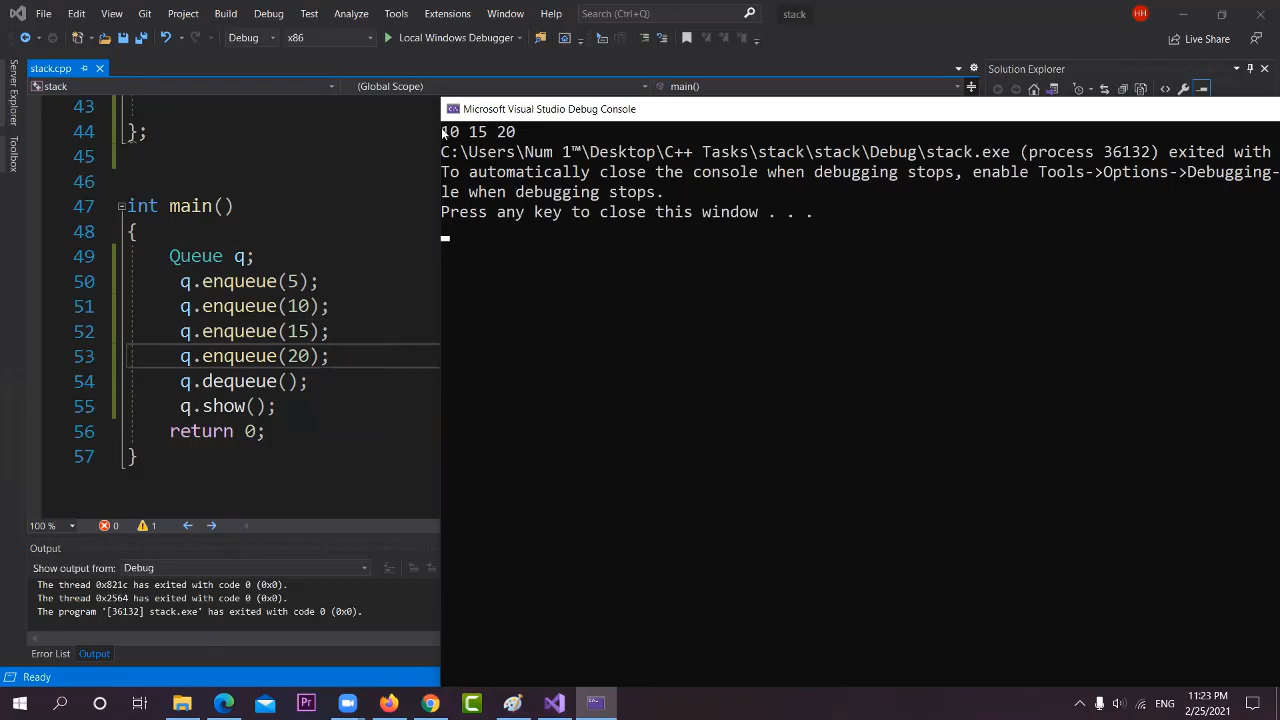 File Edit View Git Project Build Debug Test Analyze Tools Extensions Window Help Search (Ctrl+Q) stack HH
Debug x86 Local Windows Debugger Live Share
Server Explorer
Toolbox
stack.cpp
Solution Explorer
stack (Global Scope) main()
43
44 };
45
46
47 int main()
48 {
49 Queue q;
50 q.enqueue(5);
51 q.enqueue(10);
52 q.enqueue(15);
53 q.enqueue(20);
54 q.dequeue();
55 q.show();
56 return 0;
57 }
Microsoft Visual Studio Debug Console
10 15 20
C:\Users\Num 1™\Desktop\C++ Tasks\stack\stack\Debug\stack.exe (process 36132) exited with
To automatically close the console when debugging stops, enable Tools->Options->Debugging-
le when debugging stops.
Press any key to close this window . . .
100 % 0 1
Output
Show output from: Debug
The thread 0x821c has exited with code 0 (0x0).
The thread 0x2564 has exited with code 0 (0x0).
The program '[36132] stack.exe' has exited with code 0 (0x0).
Error List Output
Ready
Pr C ENG 11:23 PM
2/25/2021